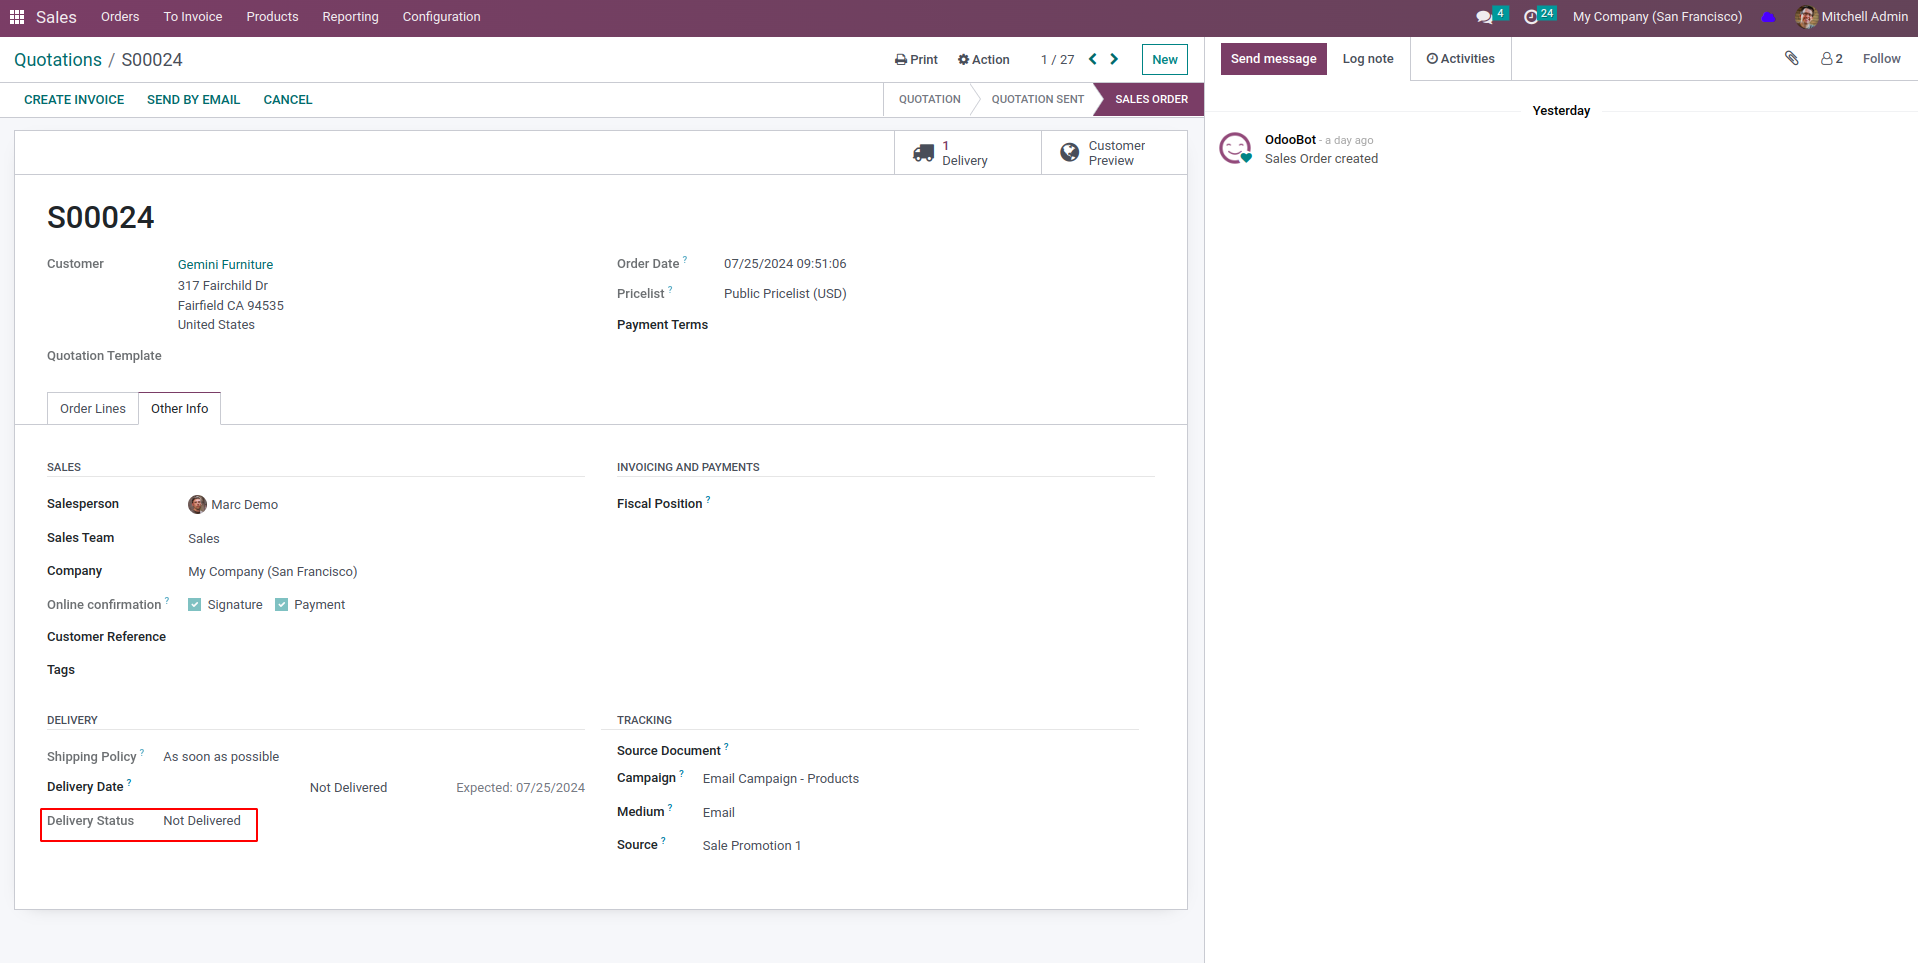 Sales Orders To Invoice Products Reporting Configuration 4 24 My Company (San Francisco) Mitchell Admin
Quotations / S00024 Print Action 1 / 27 New
CREATE INVOICE SEND BY EMAIL CANCEL QUOTATION QUOTATION SENT SALES ORDER
1
Delivery
Customer
Preview
S00024
Customer Gemini Furniture
317 Fairchild Dr
Fairfield CA 94535
United States
Quotation Template
Order Date ? 07/25/2024 09:51:06
Pricelist ? Public Pricelist (USD)
Payment Terms
Order Lines Other Info
SALES
Salesperson Marc Demo
Sales Team Sales
Company My Company (San Francisco)
Online confirmation ? Signature Payment
Customer Reference
Tags
INVOICING AND PAYMENTS
Fiscal Position ?
DELIVERY
Shipping Policy ? As soon as possible
Delivery Date ? Not Delivered Expected: 07/25/2024
Delivery Status Not Delivered
TRACKING
Source Document ?
Campaign ? Email Campaign - Products
Medium ? Email
Source ? Sale Promotion 1
Send message Log note Activities 2 Follow
Yesterday
OdooBot - a day ago
Sales Order created